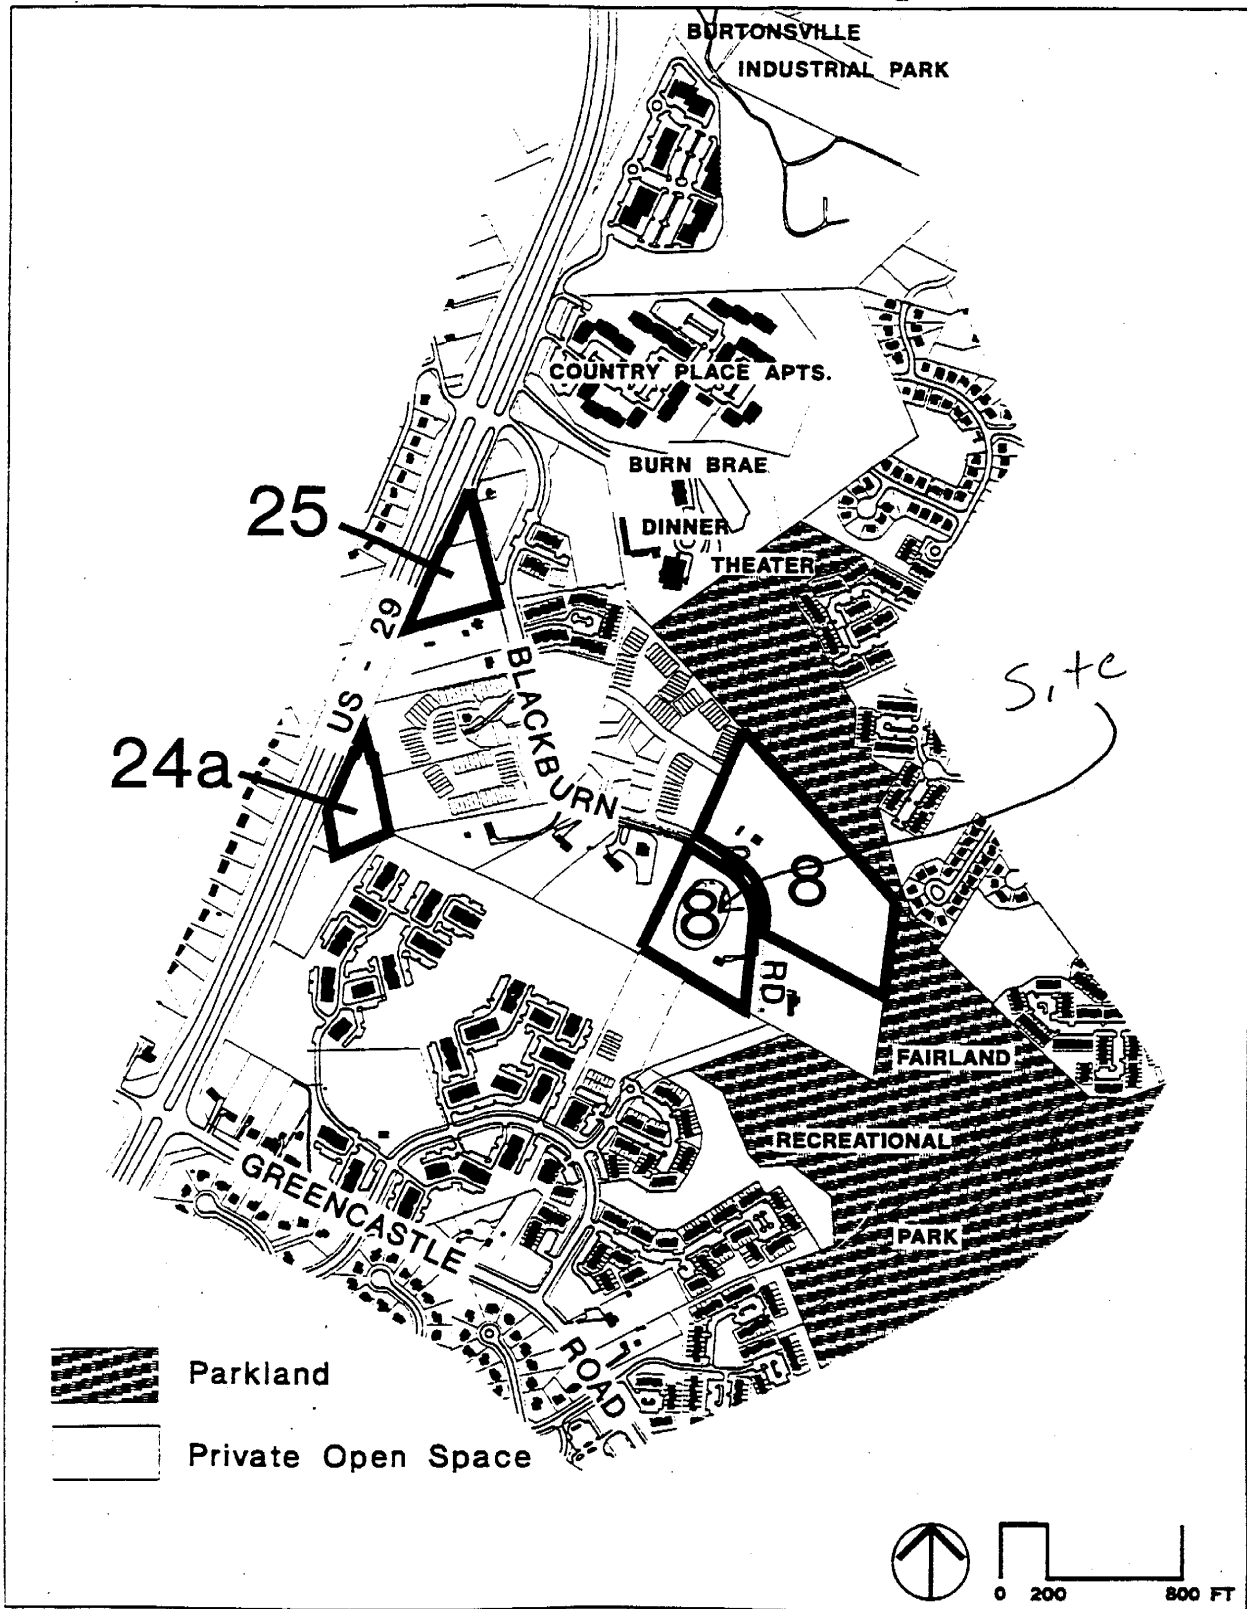 BURTONSVILLE
INDUSTRIAL PARK
COUNTRY PLACE APTS.
BURN BRAE
DINNER
THEATER
25
US - 29
BLACKBURN
RD.
Site
24a
8
8
FAIRLAND
RECREATIONAL
PARK
GREENCASTLE
ROAD
Parkland
Private Open Space
0 200 800 FT